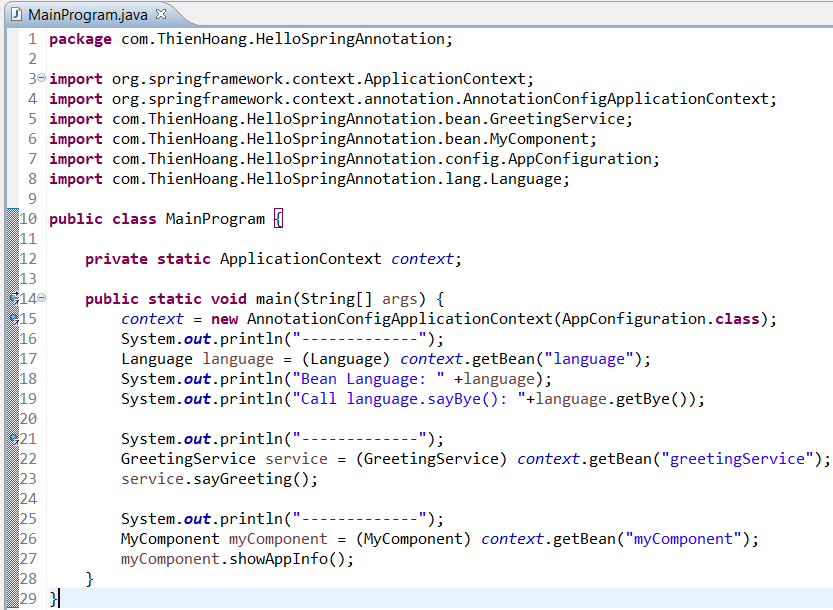 MainProgram.java
1 package com.ThienHoang.HelloSpringAnnotation;
2
3 import org.springframework.context.ApplicationContext;
4 import org.springframework.context.annotation.AnnotationConfigApplicationContext;
5 import com.ThienHoang.HelloSpringAnnotation.bean.GreetingService;
6 import com.ThienHoang.HelloSpringAnnotation.bean.MyComponent;
7 import com.ThienHoang.HelloSpringAnnotation.config.AppConfiguration;
8 import com.ThienHoang.HelloSpringAnnotation.lang.Language;
9
10 public class MainProgram {
11
12     private static ApplicationContext context;
13
14     public static void main(String[] args) {
15         context = new AnnotationConfigApplicationContext(AppConfiguration.class);
16         System.out.println("-------------");
17         Language language = (Language) context.getBean("language");
18         System.out.println("Bean Language: " +language);
19         System.out.println("Call language.sayBye(): "+language.getBye());
20
21         System.out.println("-------------");
22         GreetingService service = (GreetingService) context.getBean("greetingService");
23         service.sayGreeting();
24
25         System.out.println("-------------");
26         MyComponent myComponent = (MyComponent) context.getBean("myComponent");
27         myComponent.showAppInfo();
28     }
29 }